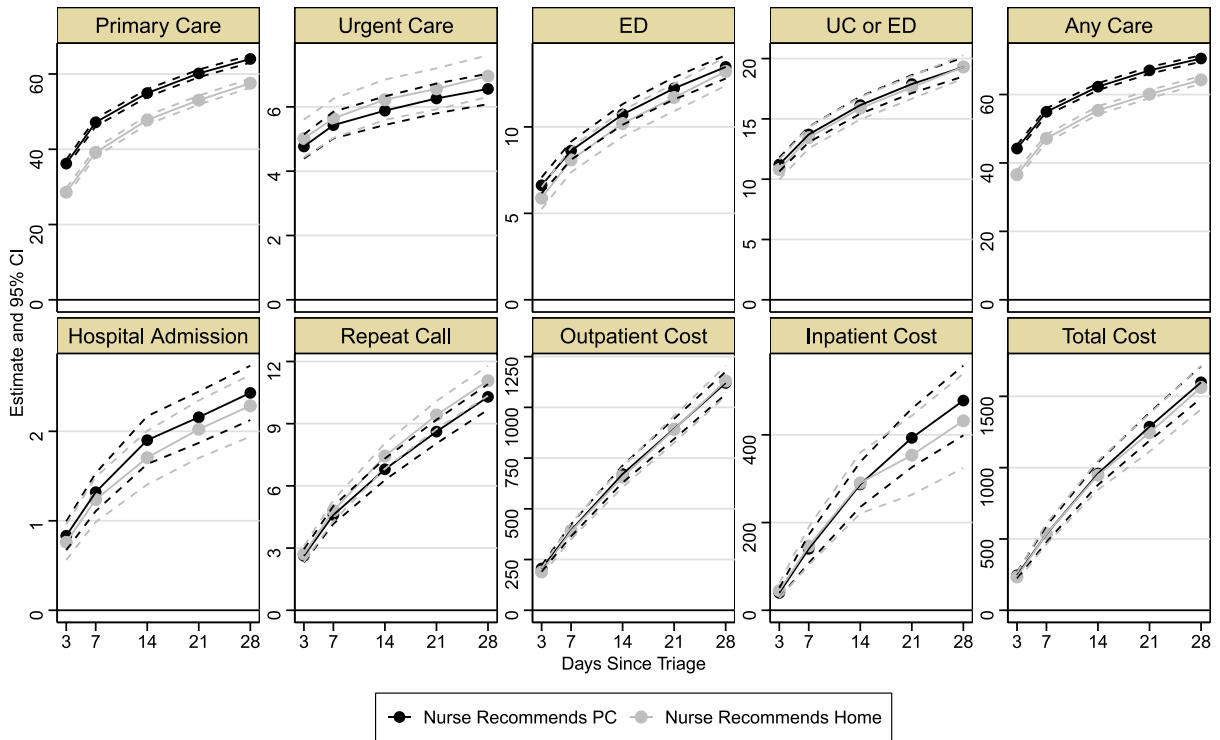 Primary Care
Urgent Care
ED
UC or ED
Any Care
0 20 40 60
0 2 4 6
0 5 10
0 5 10 15 20
0 20 40 60
Estimate and 95% CI
Hospital Admission
Repeat Call
Outpatient Cost
Inpatient Cost
Total Cost
0 1 2
0 3 6 9 12
0 250 500 750 1000 1250
0 200 400
0 500 1000 1500
3 7 14 21 28
3 7 14 21 28
3 7 14 21 28
3 7 14 21 28
3 7 14 21 28
Days Since Triage
Nurse Recommends PC
Nurse Recommends Home